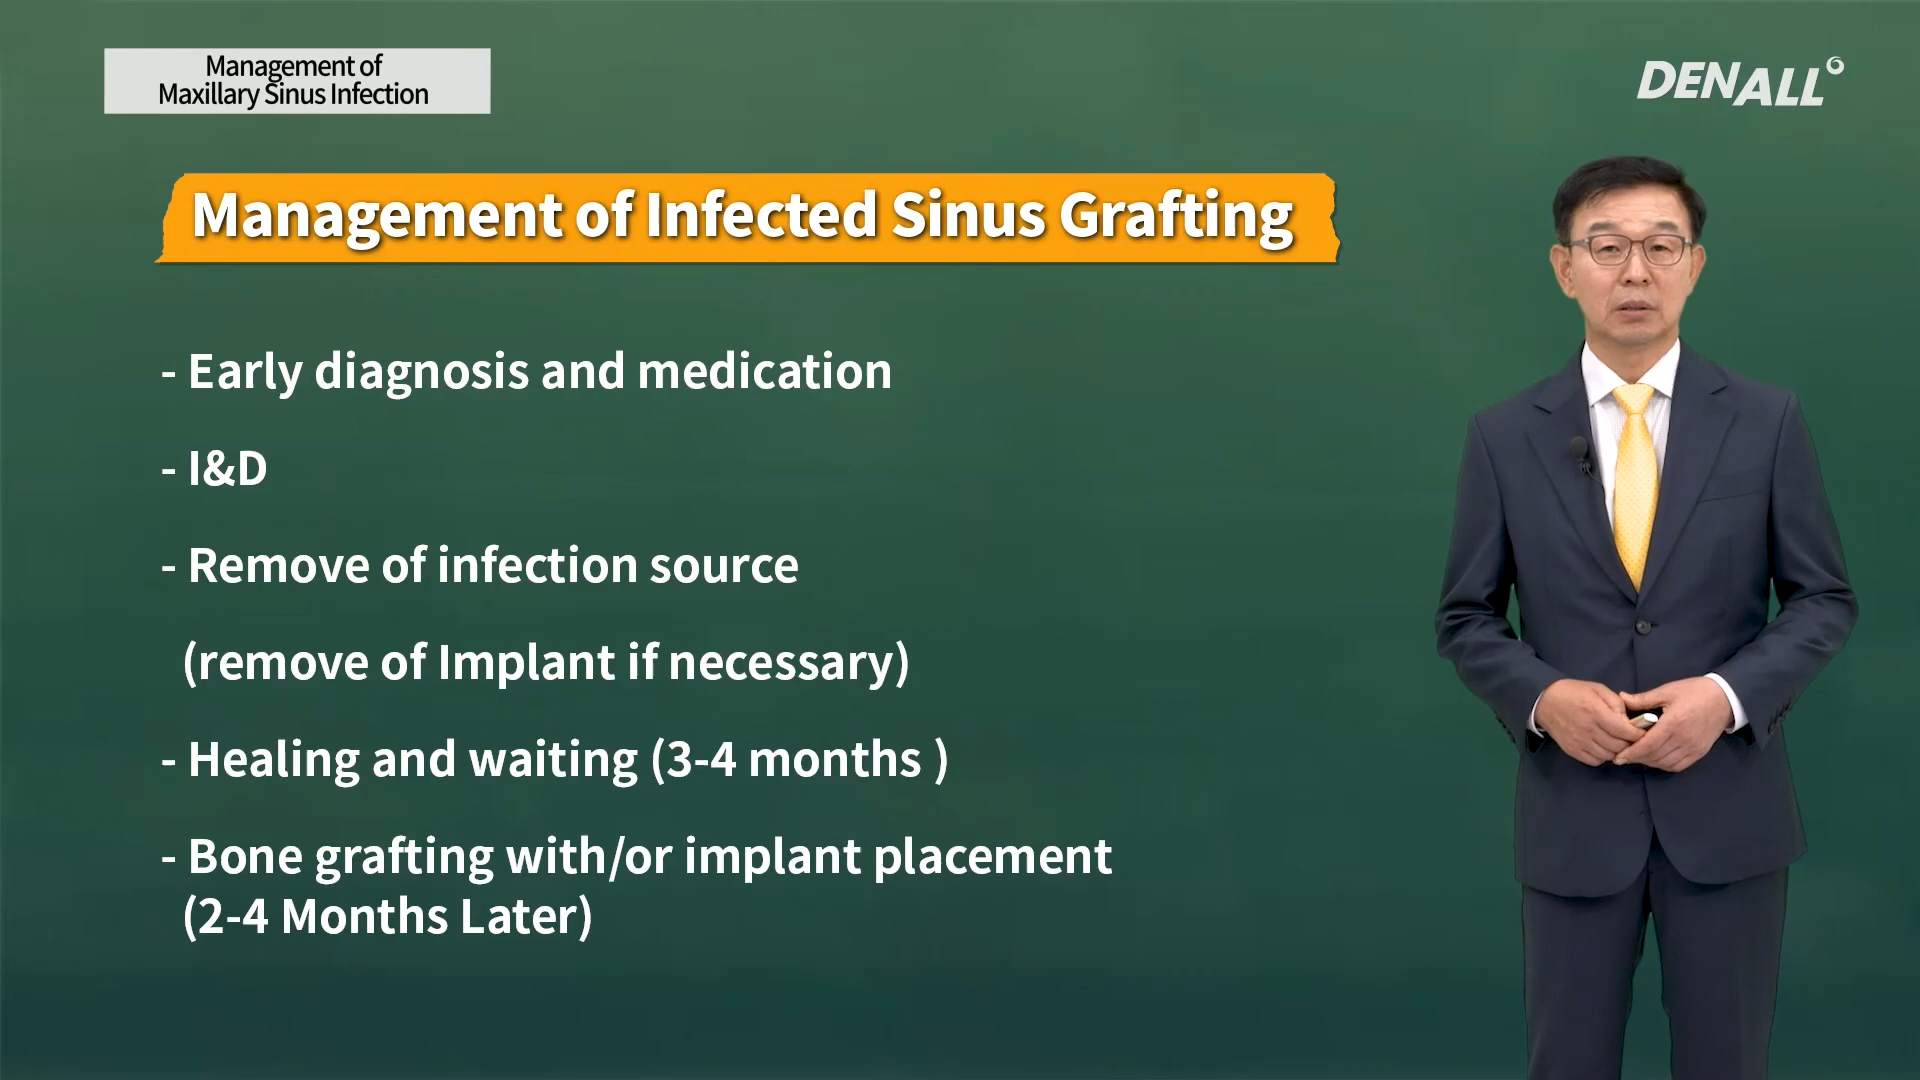 Management of
Maxillary Sinus Infection
DENALL
Management of Infected Sinus Grafting
- Early diagnosis and medication
- I&D
- Remove of infection source
(remove of Implant if necessary)
- Healing and waiting (3-4 months )
- Bone grafting with/or implant placement
(2-4 Months Later)